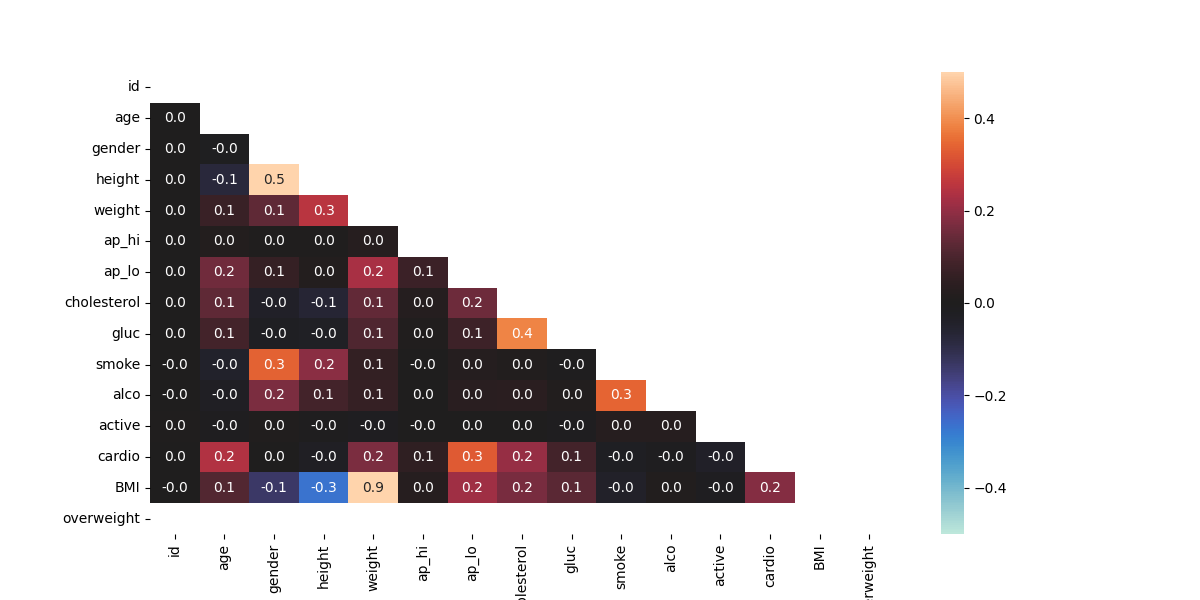 id
age 0.0
gender 0.0 -0.0
height 0.0 -0.1 0.5
weight 0.0 0.1 0.1 0.3
ap_hi 0.0 0.0 0.0 0.0 0.0
ap_lo 0.0 0.2 0.1 0.0 0.2 0.1
cholesterol 0.0 0.1 -0.0 -0.1 0.1 0.0 0.2
gluc 0.0 0.1 -0.0 -0.0 0.1 0.0 0.1 0.4
smoke -0.0 -0.0 0.3 0.2 0.1 -0.0 0.0 0.0 -0.0
alco -0.0 -0.0 0.2 0.1 0.1 0.0 0.0 0.0 0.0 0.3
active 0.0 -0.0 0.0 -0.0 -0.0 -0.0 0.0 0.0 -0.0 0.0 0.0
cardio 0.0 0.2 0.0 -0.0 0.2 0.1 0.3 0.2 0.1 -0.0 -0.0 -0.0
BMI -0.0 0.1 -0.1 -0.3 0.9 0.0 0.2 0.2 0.1 -0.0 0.0 -0.0 0.2
overweight
id age gender height weight ap_hi ap_lo olesterol gluc smoke alco active cardio BMI rweight
0.4
0.2
0.0
−0.2
−0.4